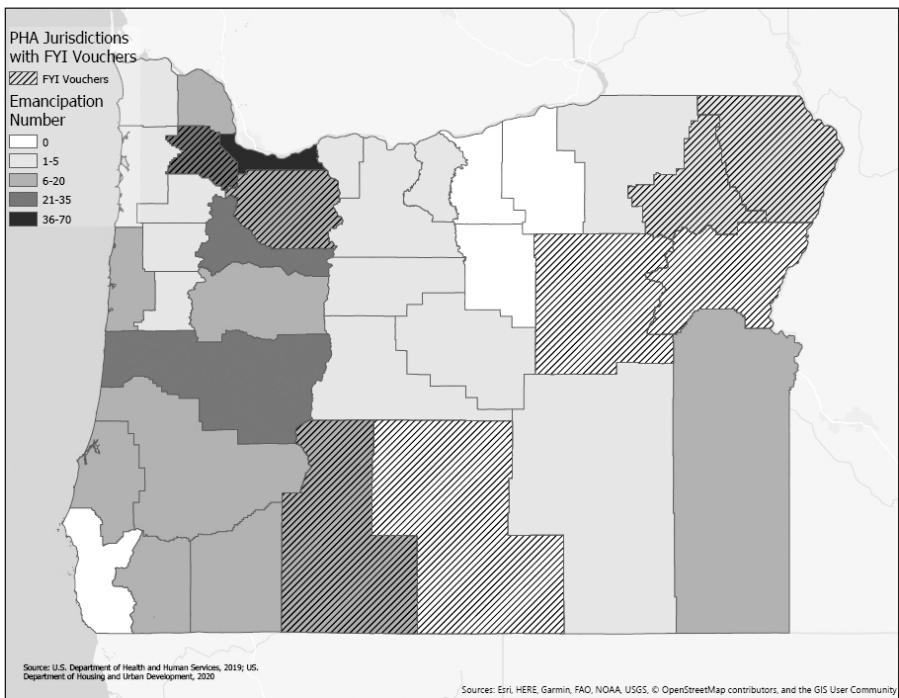 PHA Jurisdictions
with FYI Vouchers
FYI Vouchers
Emancipation
Number
0
1-5
6-20
21-35
36-70
Source: U.S. Department of Health and Human Services, 2019; US.
Department of Housing and Urban Development, 2020
Sources: Esri, HERE, Garmin, FAO, NOAA, USGS, © OpenStreetMap contributors, and the GIS User Community